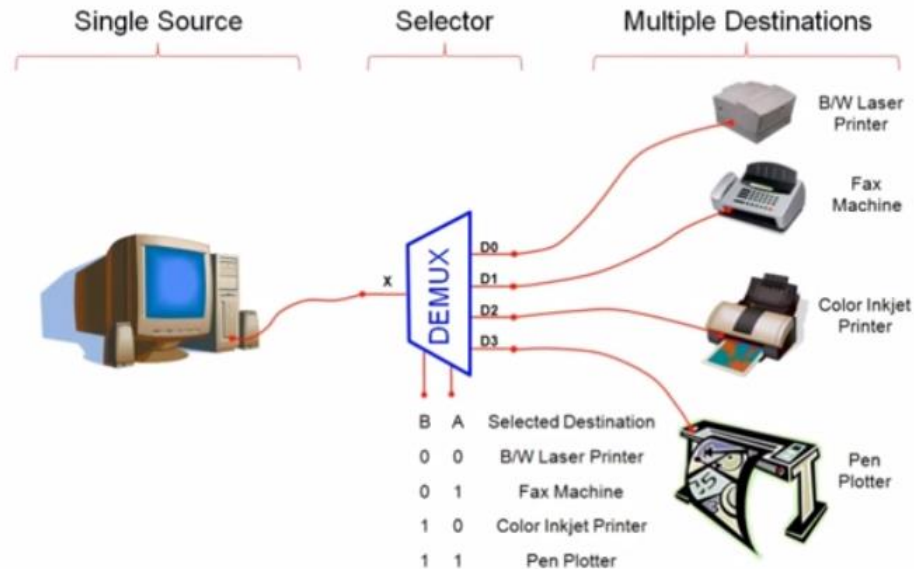 Single Source
Selector
Multiple Destinations
B/W Laser
Printer
Fax
Machine
D0
X
D1
DEMUX
D2
Color Inkjet
Printer
D3
B A Selected Destination
0 0 B/W Laser Printer
0 1 Fax Machine
1 0 Color Inkjet Printer
1 1 Pen Plotter
Pen
Plotter